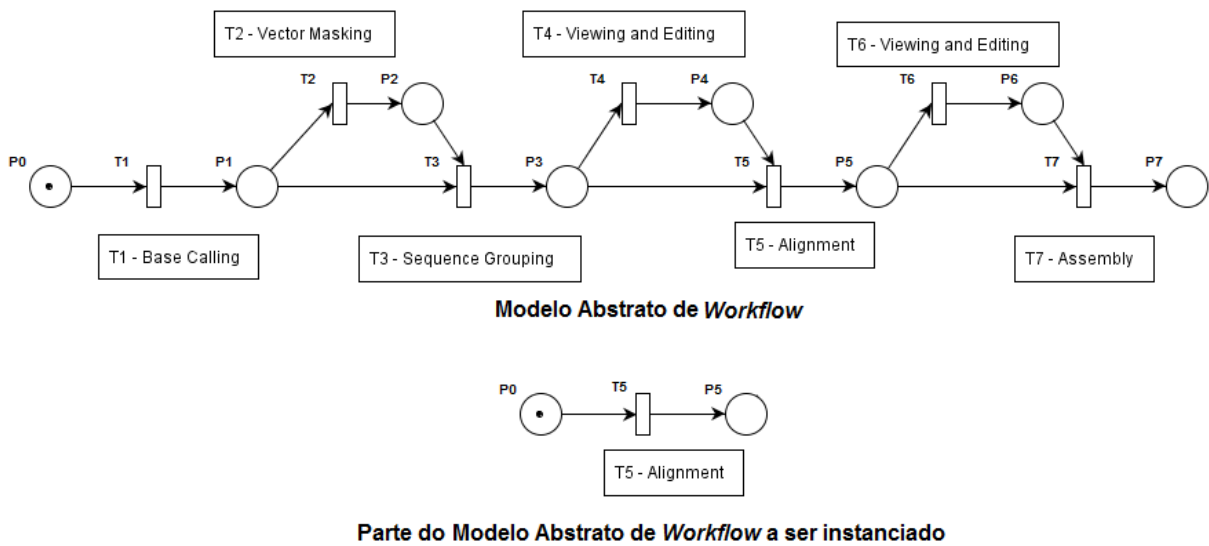 T2 - Vector Masking
T4 - Viewing and Editing
T6 - Viewing and Editing
T2
P2
T4
P4
T6
P6
P0
T1
P1
T3
P3
T5
P5
T7
P7
T1 - Base Calling
T3 - Sequence Grouping
T5 - Alignment
T7 - Assembly
Modelo Abstrato de Workflow
P0
T5
P5
T5 - Alignment
Parte do Modelo Abstrato de Workflow a ser instanciado